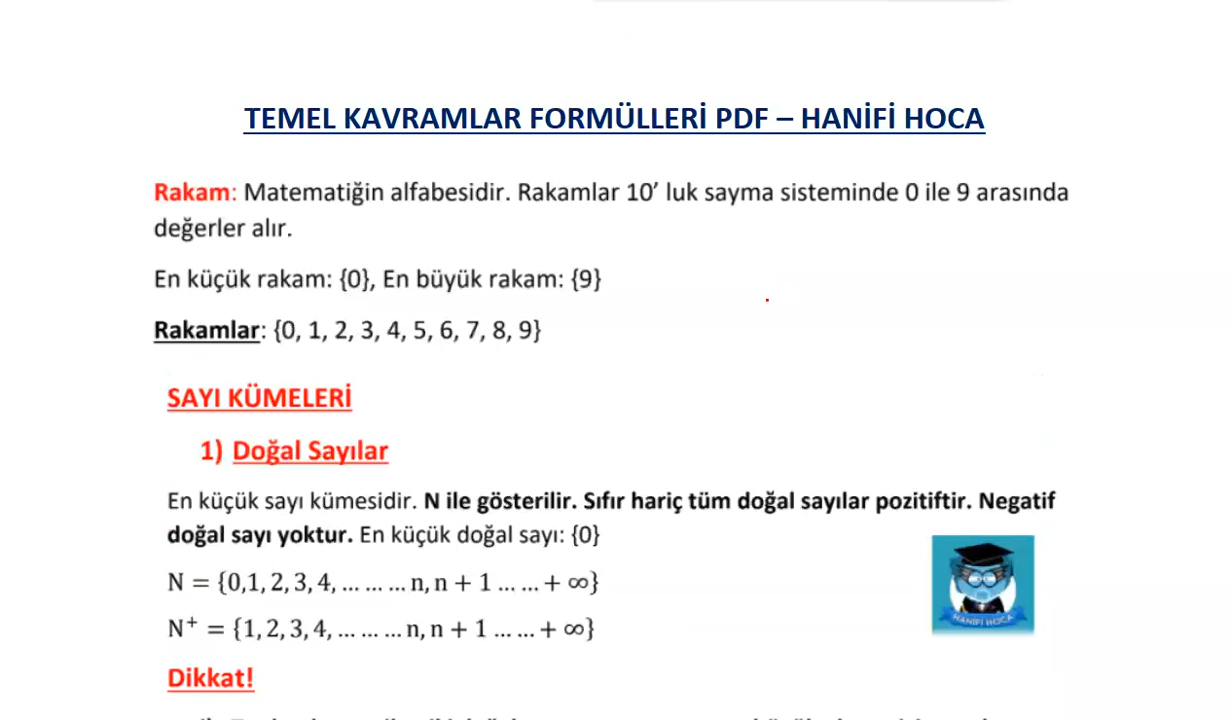 TEMEL KAVRAMLAR FORMÜLLERİ PDF – HANİFİ HOCA
Rakam: Matematiğin alfabesidir. Rakamlar 10’ luk sayma sisteminde 0 ile 9 arasında
değerler alır.
En küçük rakam: {0}, En büyük rakam: {9}
Rakamlar: {0, 1, 2, 3, 4, 5, 6, 7, 8, 9}
SAYI KÜMELERİ
1) Doğal Sayılar
En küçük sayı kümesidir. N ile gösterilir. Sıfır hariç tüm doğal sayılar pozitiftir. Negatif
doğal sayı yoktur. En küçük doğal sayı: {0}
N = {0,1, 2, 3, 4, … … … n, n + 1 … … + ∞}
N⁺ = {1, 2, 3, 4, … … … n, n + 1 … … + ∞}
HANİFİ HOCA
Dikkat!